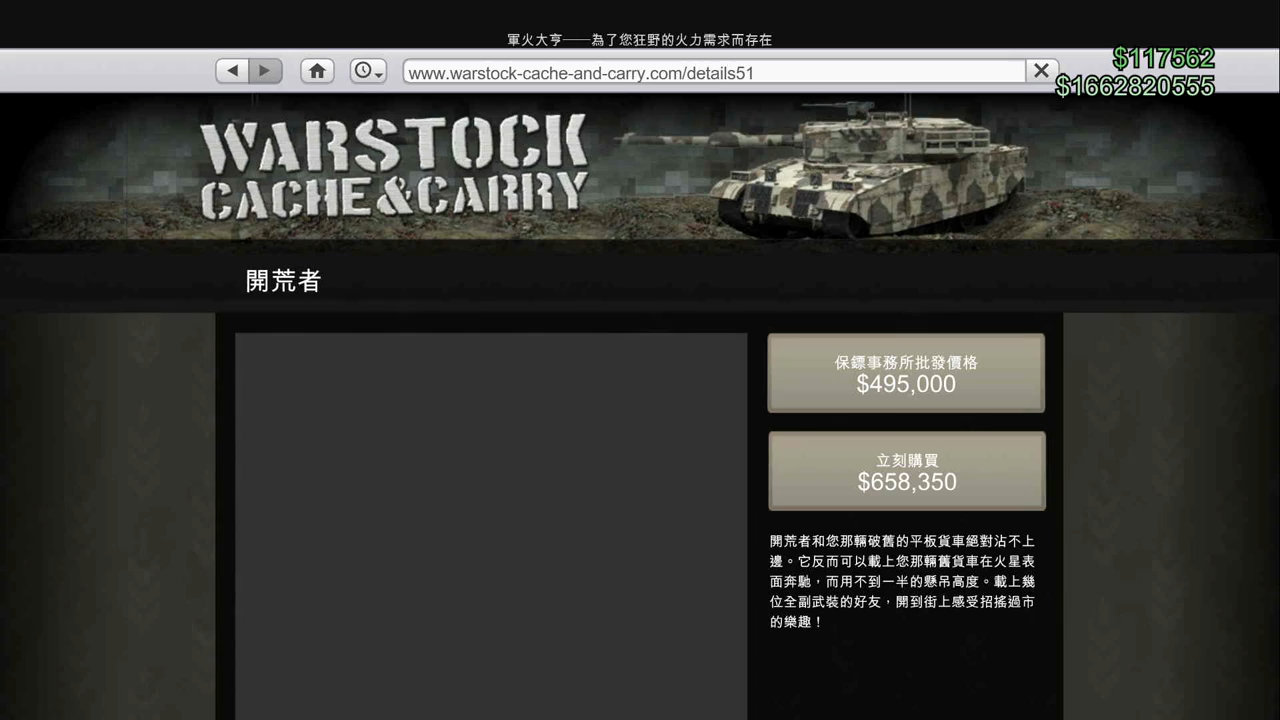 軍火大亨——為了您狂野的火力需求而存在
$117562
www.warstock-cache-and-carry.com/details51
$1662820555
WARSTOCK
CACHE&CARRY
開荒者
保鏢事務所批發價格
$495,000
立刻購買
$658,350
開荒者和您那輛破舊的平板貨車絕對沾不上
邊。它反而可以載上您那輛舊貨車在火星表
面奔馳，而用不到一半的懸吊高度。載上幾
位全副武裝的好友，開到街上感受招搖過市
的樂趣！